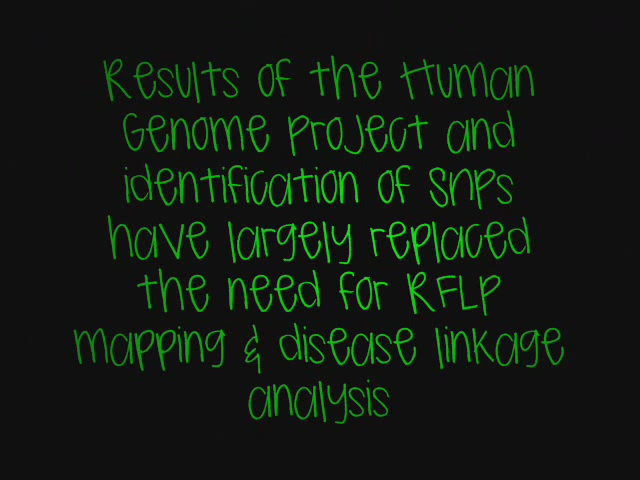 Results of the Human
Genome Project and
identification of SNPs
have largely replaced
the need for RFLP
mapping & disease linkage
analysis